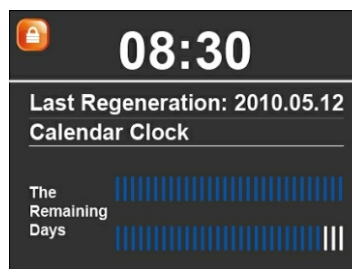 08:30
Last Regeneration: 2010.05.12
Calendar Clock
The
Remaining
Days